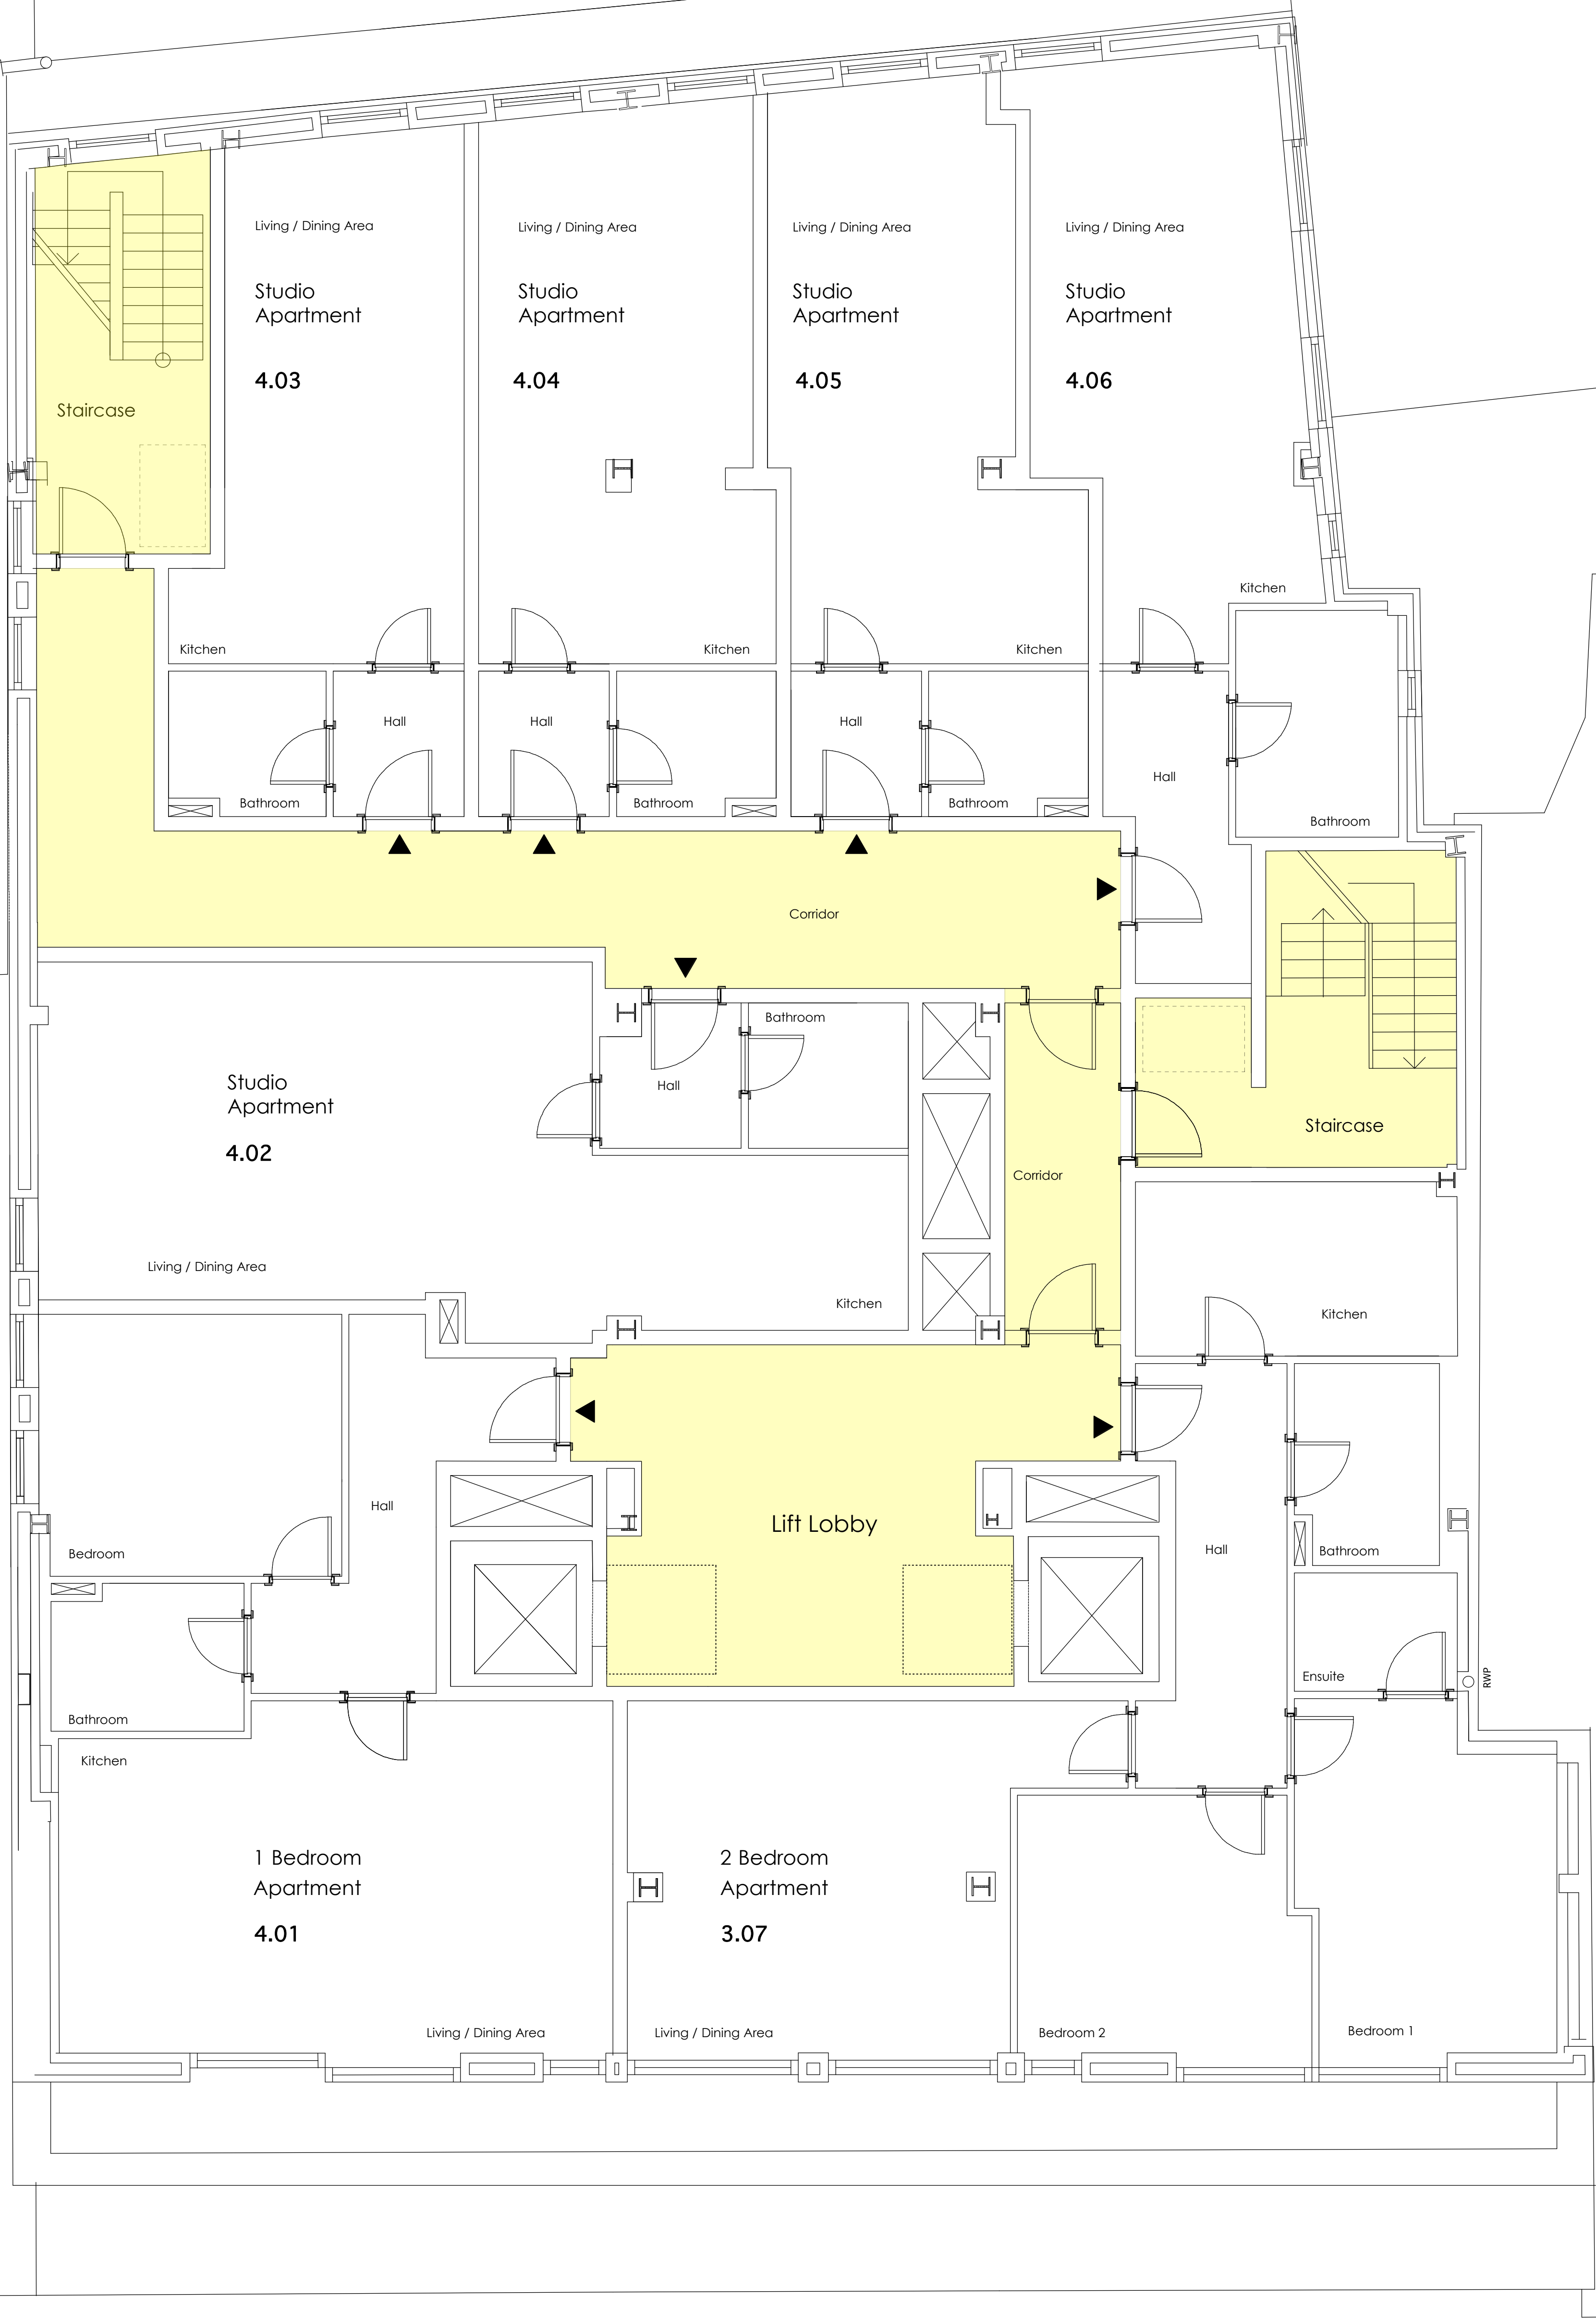 Living / Dining Area
Studio
Apartment
4.03
Living / Dining Area
Studio
Apartment
4.04
Living / Dining Area
Studio
Apartment
4.05
Living / Dining Area
Studio
Apartment
4.06
Staircase
Kitchen
Kitchen
Kitchen
Kitchen
Hall
Hall
Hall
Hall
Bathroom
Bathroom
Bathroom
Bathroom
Corridor
Bathroom
Hall
Studio
Apartment
4.02
Staircase
Corridor
Living / Dining Area
Kitchen
Kitchen
Hall
Lift Lobby
Bedroom
Hall
Bathroom
Ensuite
RWP
Bathroom
Kitchen
1 Bedroom
Apartment
4.01
2 Bedroom
Apartment
3.07
Living / Dining Area
Living / Dining Area
Bedroom 2
Bedroom 1